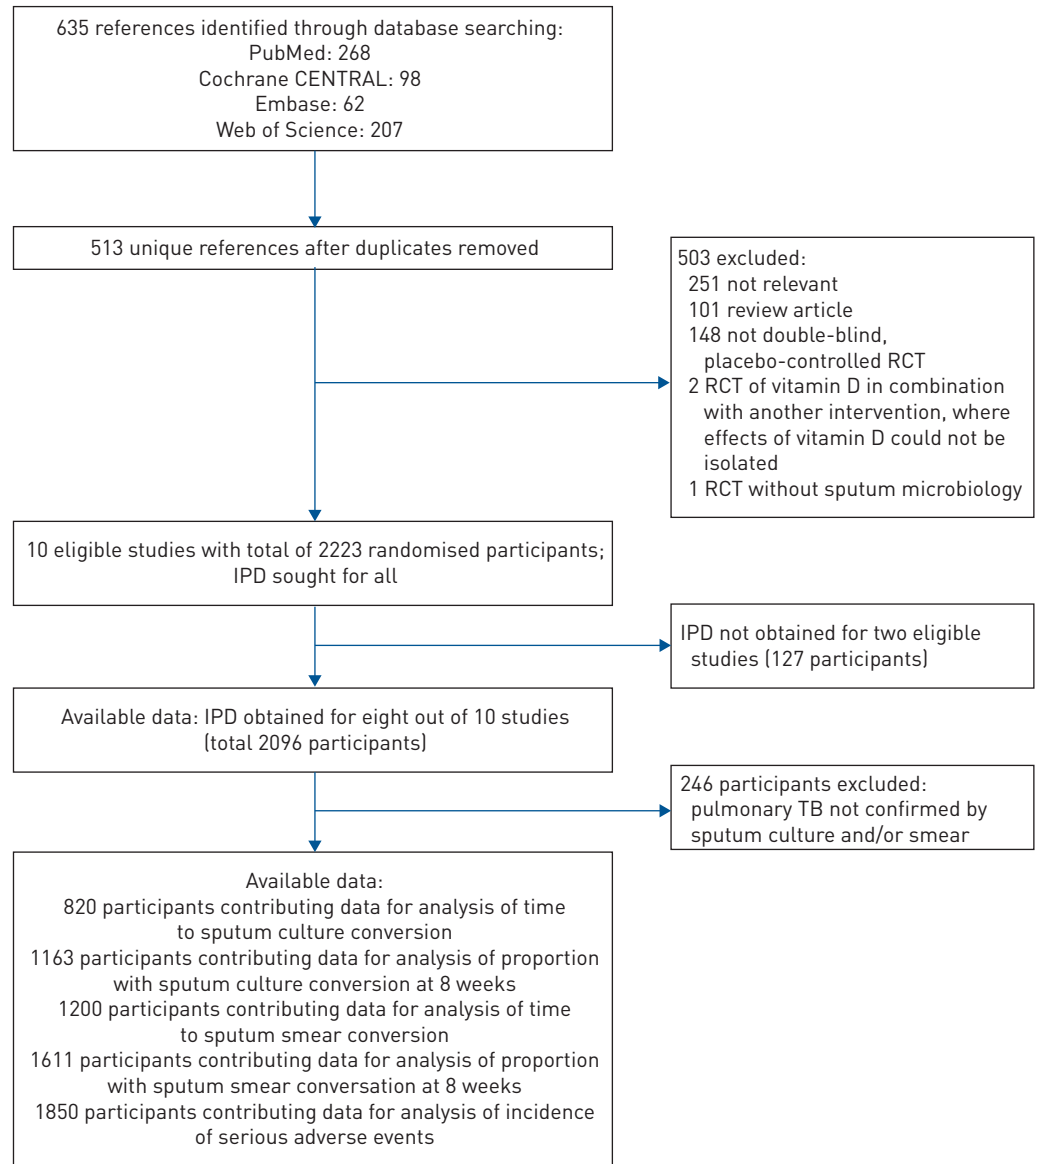 635 references identified through database searching:
PubMed: 268
Cochrane CENTRAL: 98
Embase: 62
Web of Science: 207
513 unique references after duplicates removed
503 excluded:
251 not relevant
101 review article
148 not double-blind,
placebo-controlled RCT
2 RCT of vitamin D in combination
with another intervention, where
effects of vitamin D could not be
isolated
1 RCT without sputum microbiology
10 eligible studies with total of 2223 randomised participants;
IPD sought for all
IPD not obtained for two eligible
studies (127 participants)
Available data: IPD obtained for eight out of 10 studies
(total 2096 participants)
246 participants excluded:
pulmonary TB not confirmed by
sputum culture and/or smear
Available data:
820 participants contributing data for analysis of time
to sputum culture conversion
1163 participants contributing data for analysis of proportion
with sputum culture conversion at 8 weeks
1200 participants contributing data for analysis of time
to sputum smear conversion
1611 participants contributing data for analysis of proportion
with sputum smear conversation at 8 weeks
1850 participants contributing data for analysis of incidence
of serious adverse events